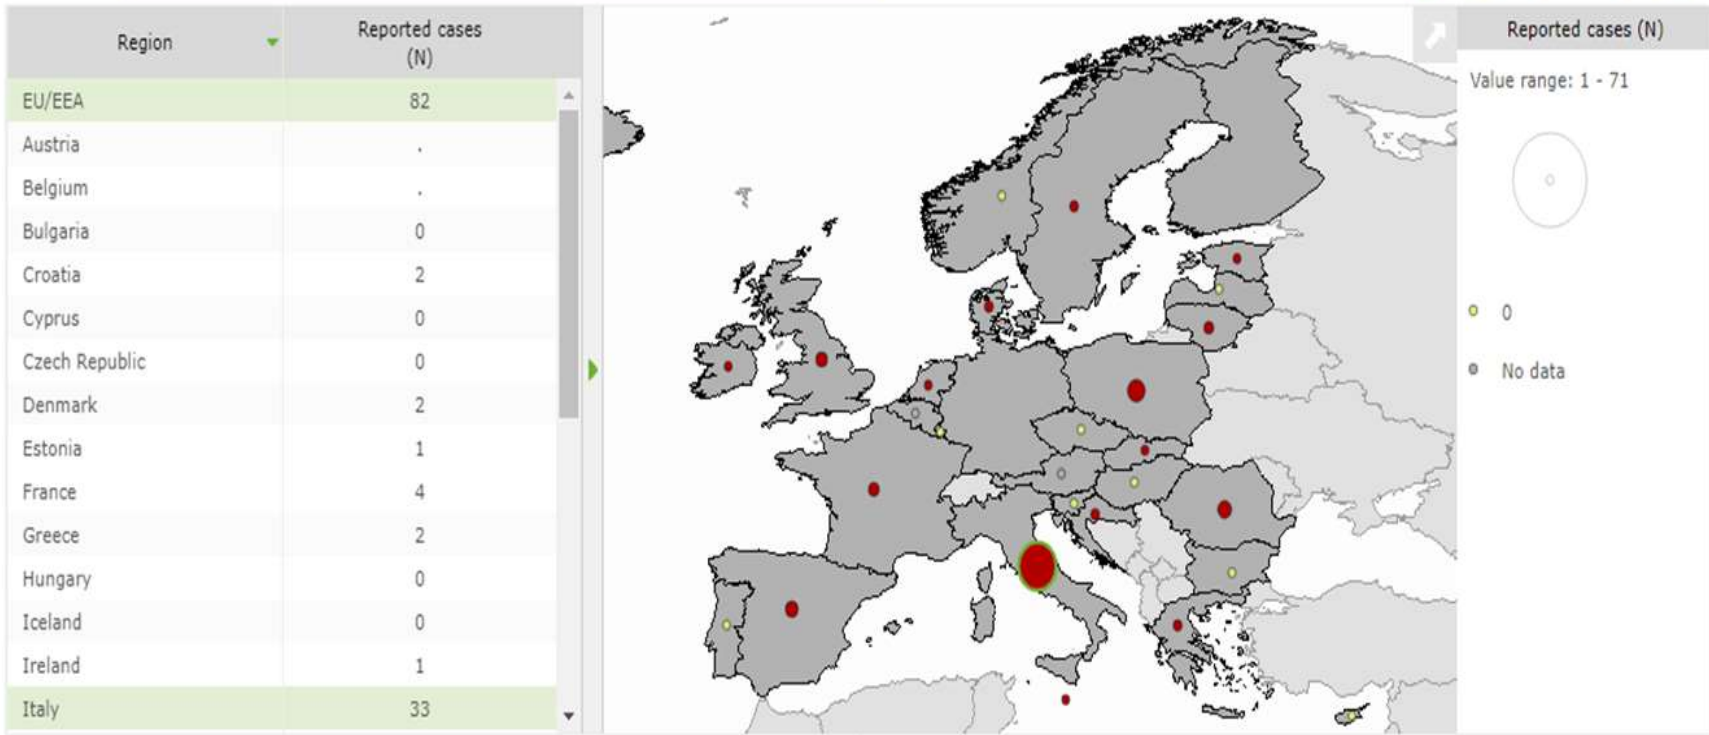 Region Reported cases
(N)
EU/EEA 82
Austria .
Belgium .
Bulgaria 0
Croatia 2
Cyprus 0
Czech Republic 0
Denmark 2
Estonia 1
France 4
Greece 2
Hungary 0
Iceland 0
Ireland 1
Italy 33
Reported cases (N)
Value range: 1 - 71
0
No data